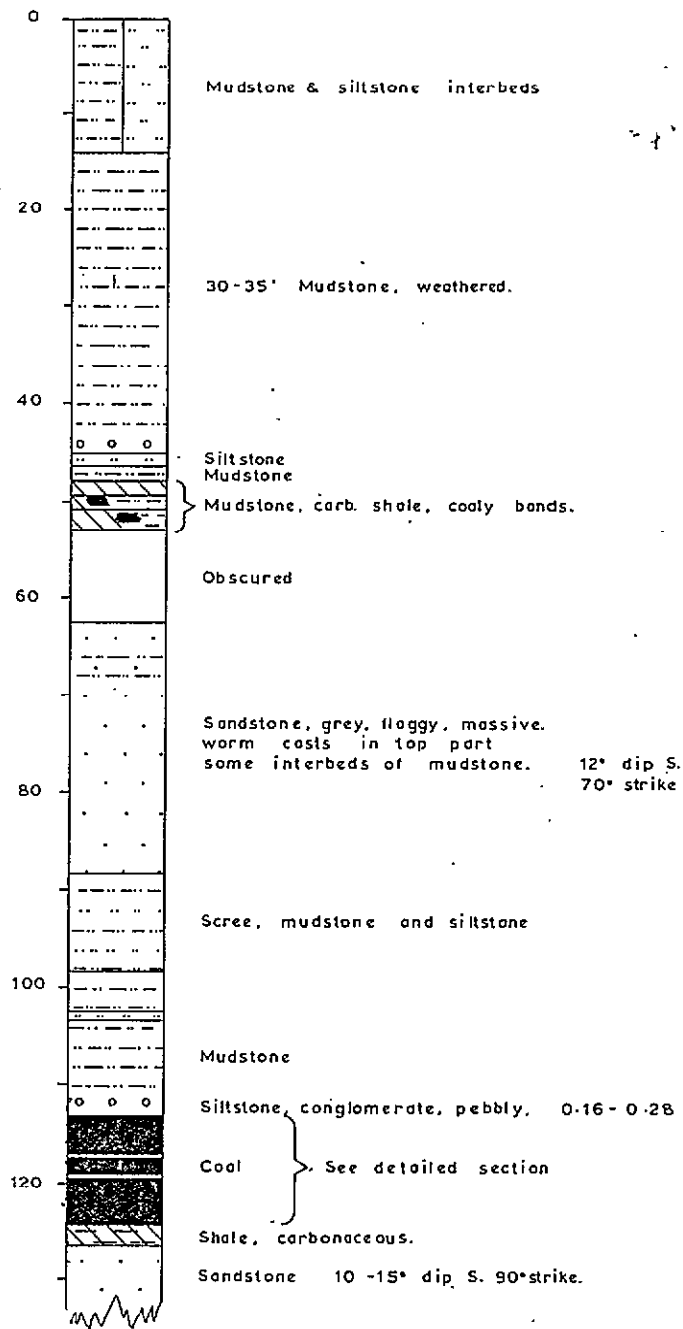 0
Mudstone & siltstone interbeds
20
30-35' Mudstone, weathered.
40
Siltstone
Mudstone
Mudstone, carb. shale, coaly bands.
Obscured
60
Sandstone, grey, flaggy, massive.
worm casts in top part
some interbeds of mudstone. 12° dip S.
70° strike
80
Scree, mudstone and siltstone
100
Mudstone
Siltstone, conglomerate, pebbly, 0.16-0.28
Coal See detailed section
120
Shale, carbonaceous.
Sandstone 10-15° dip S. 90° strike.